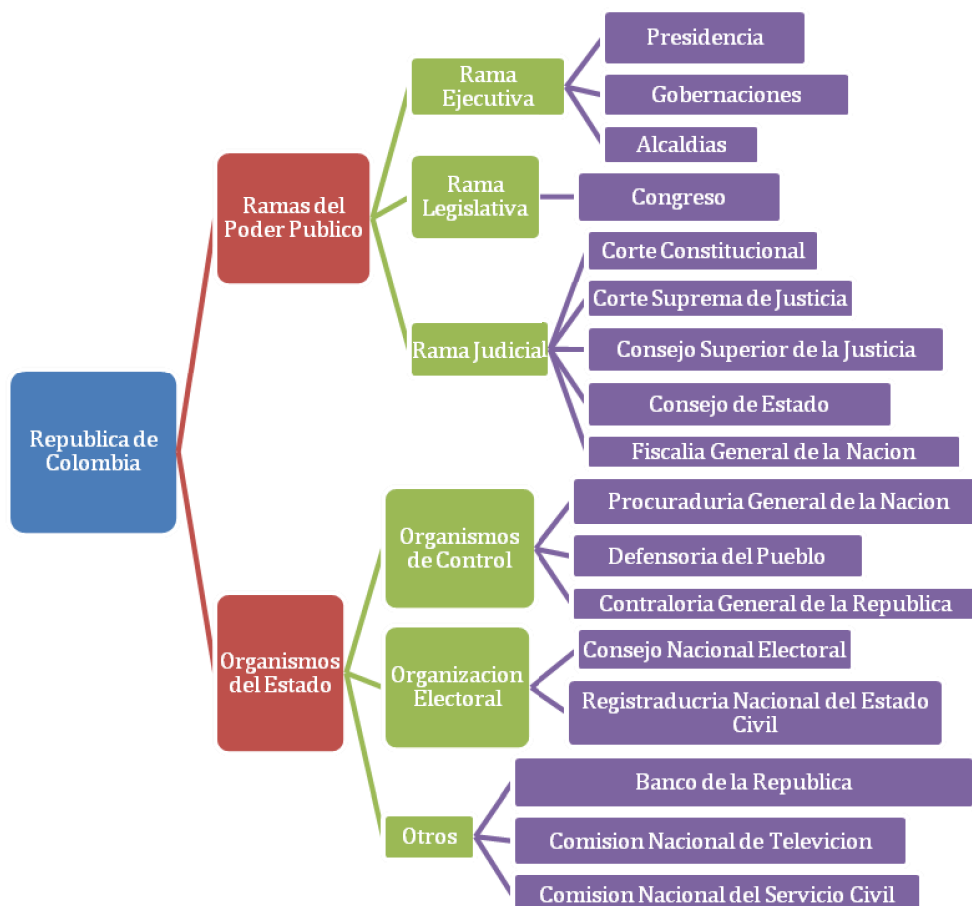 Republica de
Colombia
Ramas del
Poder Publico
Rama
Ejecutiva
Presidencia
Gobernaciones
Alcaldias
Rama
Legislativa
Congreso
Rama Judicial
Corte Constitucional
Corte Suprema de Justicia
Consejo Superior de la Justicia
Consejo de Estado
Fiscalia General de la Nacion
Organismos
del Estado
Organismos
de Control
Procuraduria General de la Nacion
Defensoria del Pueblo
Contraloria General de la Republica
Organizacion
Electoral
Consejo Nacional Electoral
Registraducria Nacional del Estado
Civil
Otros
Banco de la Republica
Comision Nacional de Televicion
Comision Nacional del Servicio Civil